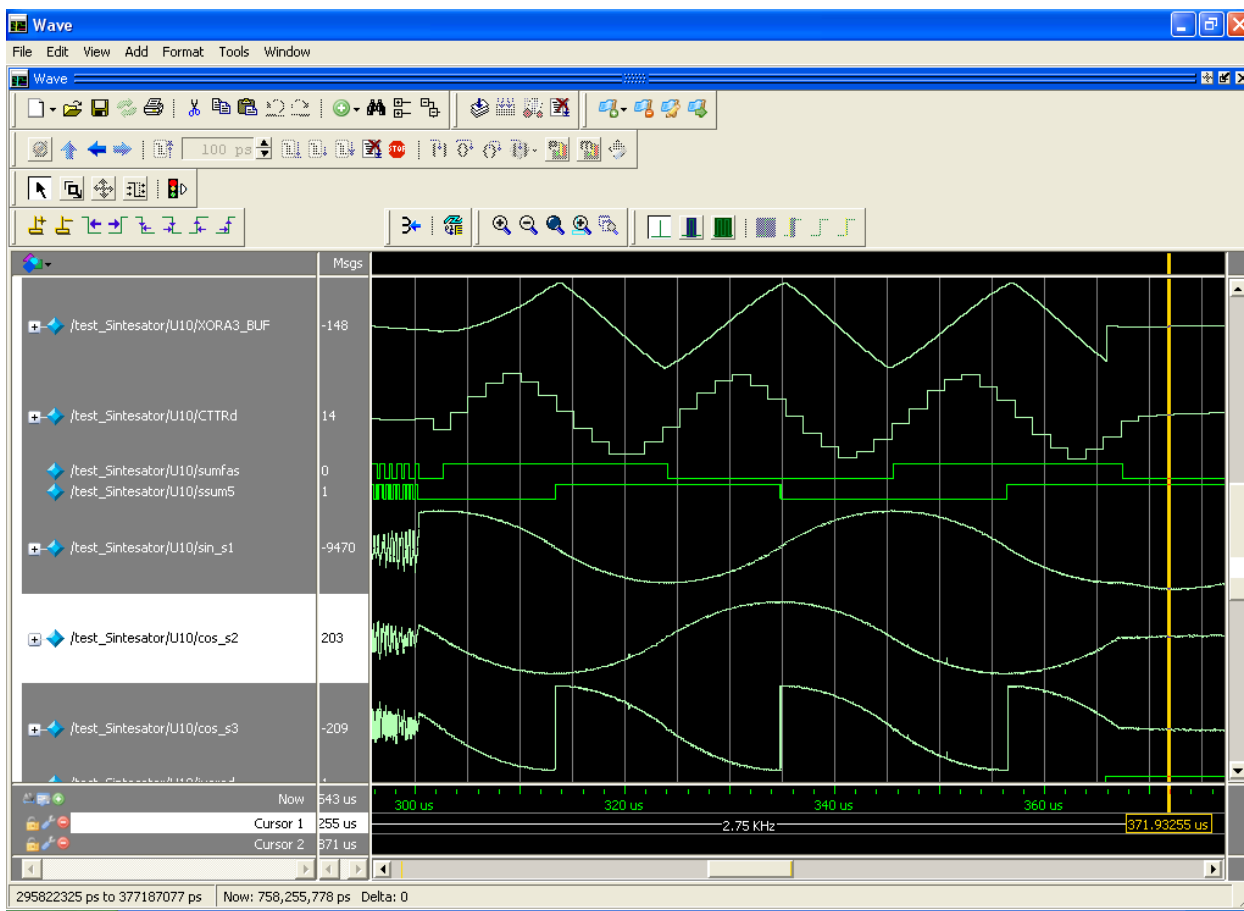 Wave
File Edit View Add Format Tools Window
Wave
100 ps
STOP
Msgs
/test_Sintesator/U10/XORA3_BUF -148
/test_Sintesator/U10/CTTRd 14
/test_Sintesator/U10/sumfas 0
/test_Sintesator/U10/ssum5 1
/test_Sintesator/U10/sin_s1 -9470
/test_Sintesator/U10/cos_s2 203
/test_Sintesator/U10/cos_s3 -209
Now 543 us
300 us 320 us 340 us 360 us
Cursor 1 255 us
2.75 KHz 371.93255 us
Cursor 2 871 us
295822325 ps to 377187077 ps Now: 758,255,778 ps Delta: 0